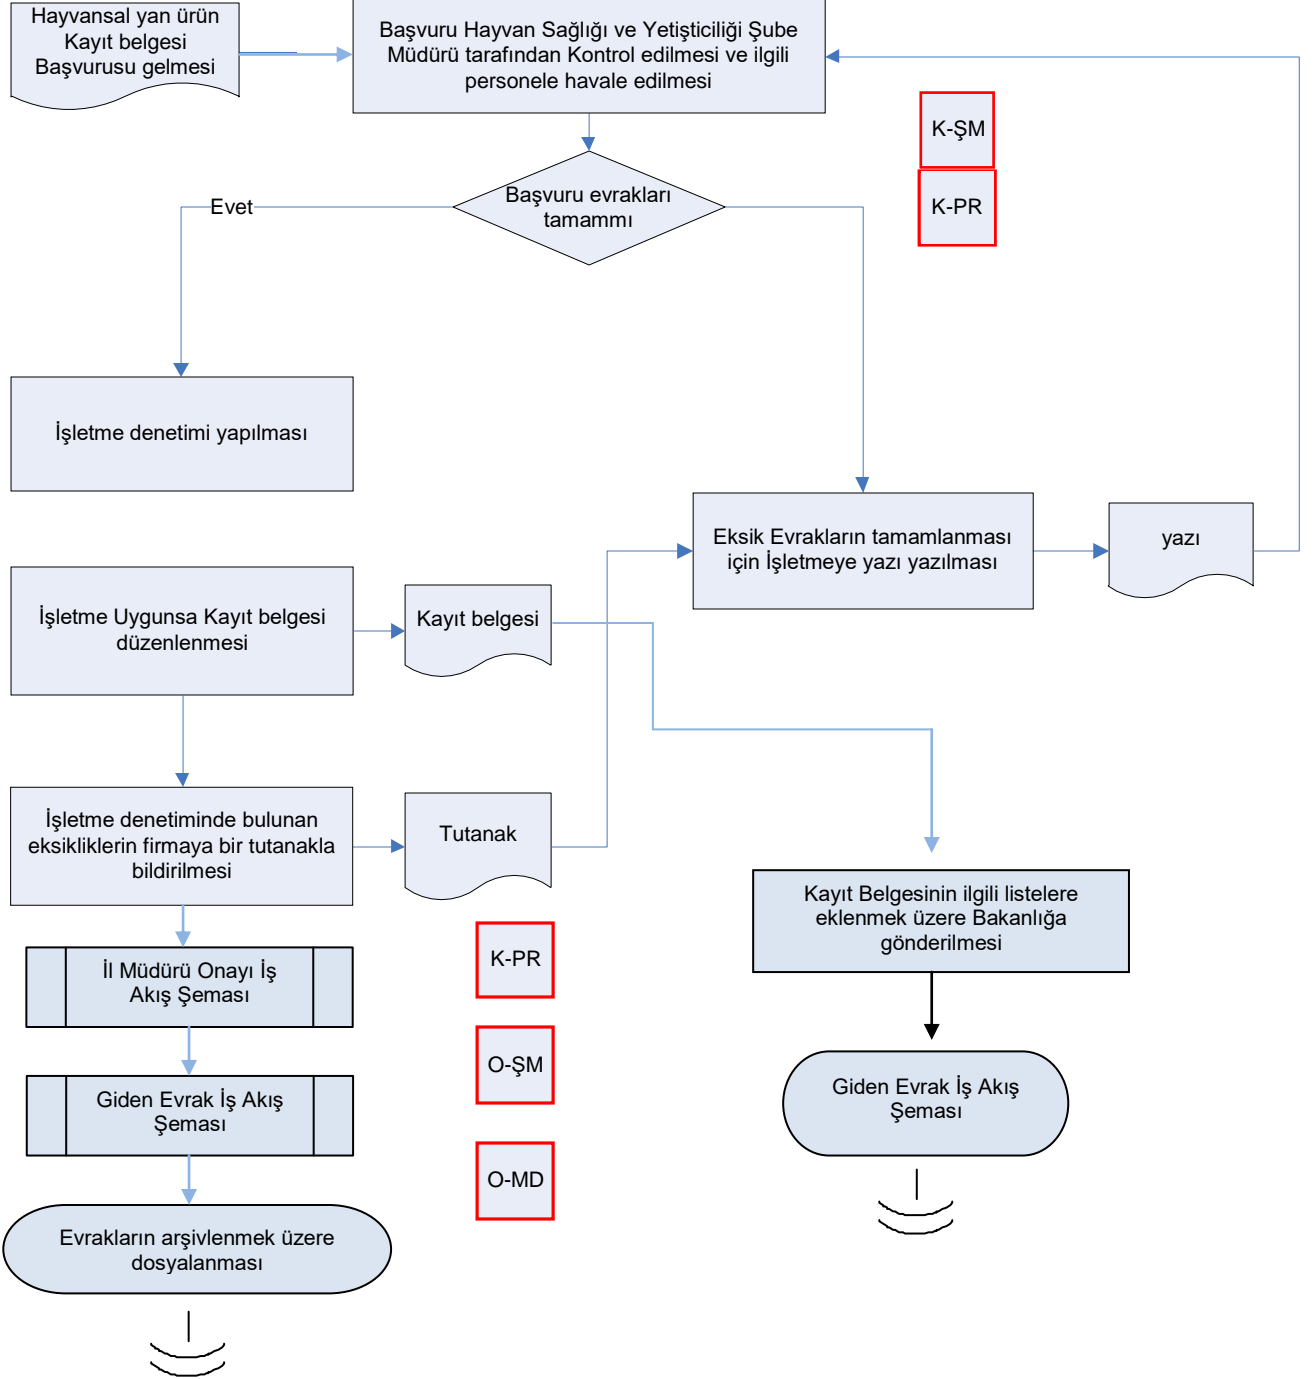 Hayvansal yan ürün
Kayıt belgesi
Başvurusu gelmesi
Başvuru Hayvan Sağlığı ve Yetişticiliği Şube
Müdürü tarafından Kontrol edilmesi ve ilgili
personele havale edilmesi
K-ŞM
K-PR
Başvuru evrakları
tamammı
Evet
İşletme denetimi yapılması
Eksik Evrakların tamamlanması
için İşletmeye yazı yazılması
yazı
İşletme Uygunsa Kayıt belgesi
düzenlenmesi
Kayıt belgesi
İşletme denetiminde bulunan
eksikliklerin firmaya bir tutanakla
bildirilmesi
Tutanak
Kayıt Belgesinin ilgili listelere
eklenmek üzere Bakanlığa
gönderilmesi
K-PR
İl Müdürü Onayı İş
Akış Şeması
O-ŞM
Giden Evrak İş Akış
Şeması
Giden Evrak İş Akış
Şeması
O-MD
Evrakların arşivlenmek üzere
dosyalanması